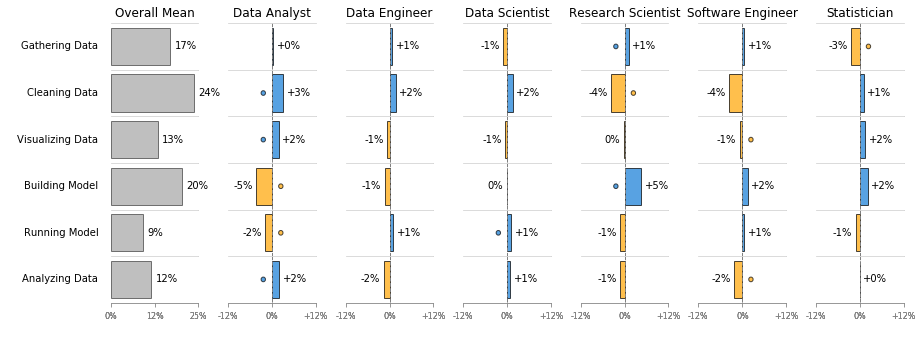 Overall Mean Data Analyst Data Engineer Data Scientist Research Scientist Software Engineer Statistician
Gathering Data 17% +0% +1% -1% +1% +1% -3%
Cleaning Data 24% +3% +2% +2% -4% -4% +1%
Visualizing Data 13% +2% -1% -1% 0% -1% +2%
Building Model 20% -5% -1% 0% +5% +2% +2%
Running Model 9% -2% +1% +1% -1% +1% -1%
Analyzing Data 12% +2% -2% +1% -1% -2% +0%
0% 12% 25% -12% 0% +12% -12% 0% +12% -12% 0% +12% -12% 0% +12% -12% 0% +12% -12% 0% +12%